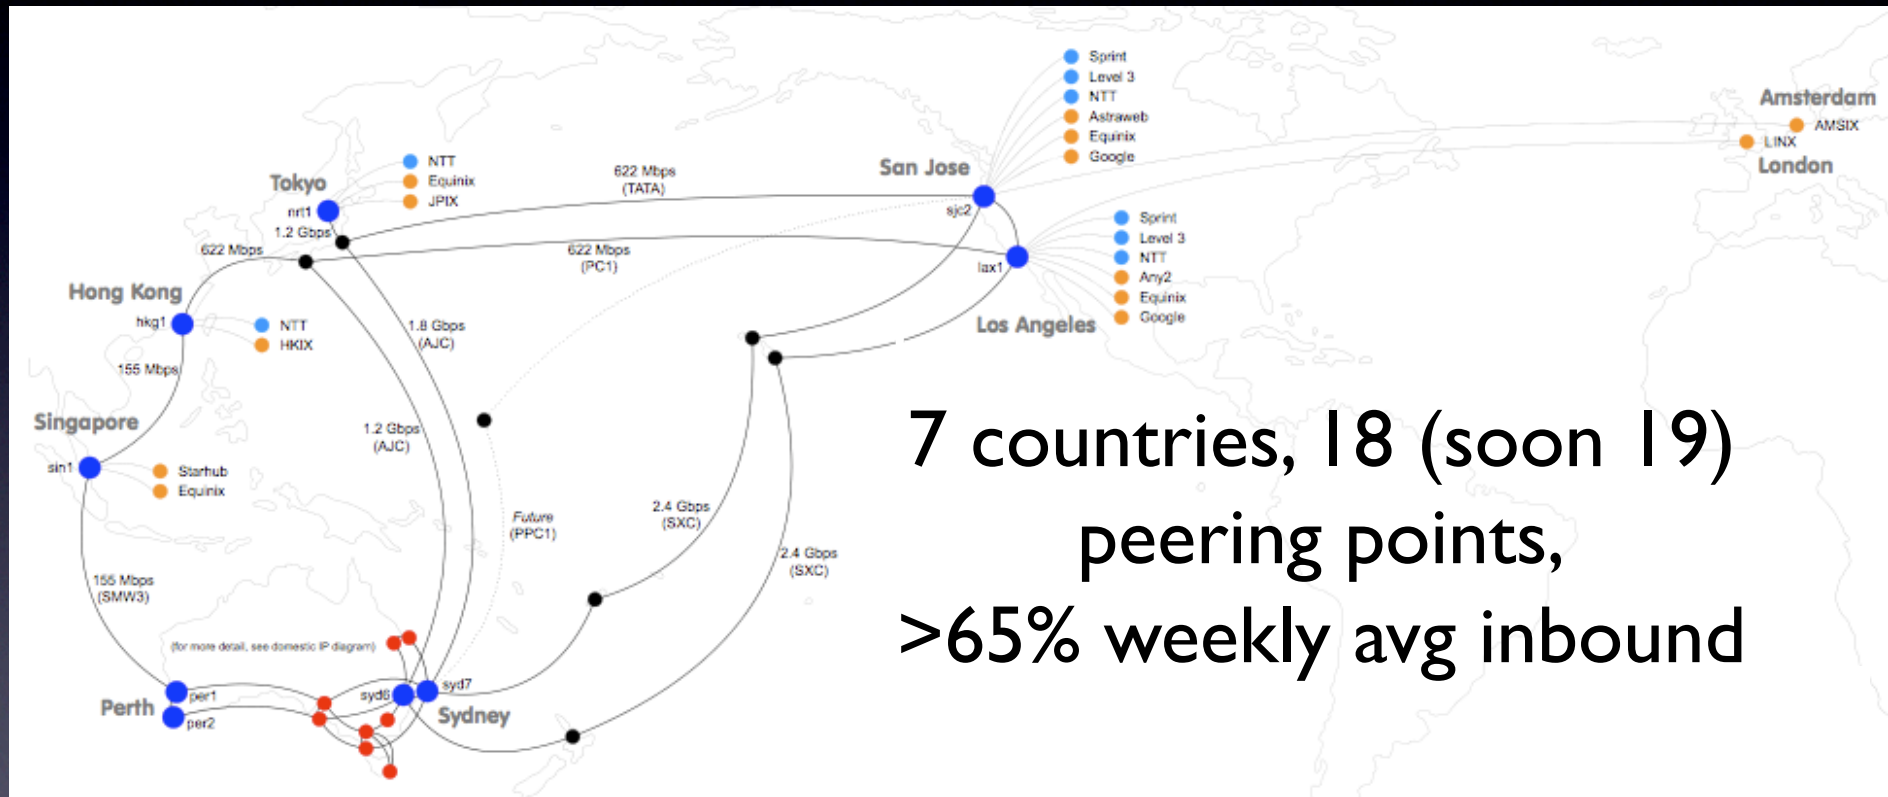 Sprint
Level 3
NTT
Astraweb
Equinix
Google
Amsterdam
AMSIX
LINX
London
San Jose
sjc2
Tokyo
nrt1
NTT
Equinix
JPIX
622 Mbps
(TATA)
1.2 Gbps
622 Mbps
622 Mbps
(PC1)
lax1
Sprint
Level 3
NTT
Any2
Equinix
Google
Los Angeles
Hong Kong
hkg1
NTT
HKIX
155 Mbps
1.8 Gbps
(AJC)
1.2 Gbps
(AJC)
Singapore
sin1
Starhub
Equinix
Future
(PPC1)
2.4 Gbps
(SXC)
2.4 Gbps
(SXC)
155 Mbps
(SMW3)
(for more detail, see domestic IP diagram)
Perth
per1
per2
syd6
syd7
Sydney
7 countries, 18 (soon 19)
peering points,
>65% weekly avg inbound